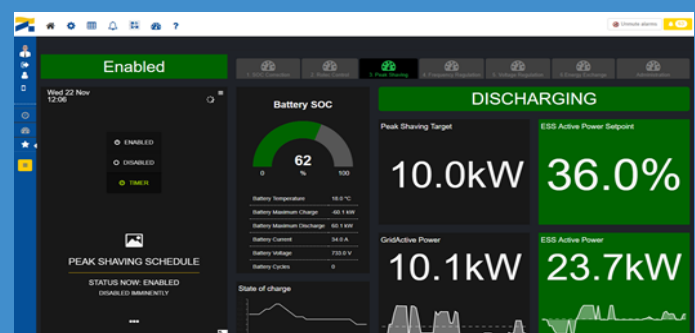 Unmute alarms
Enabled
1. SOC Correction
2. Rates Control
3. Peak Shaving
4. Frequency Regulation
5. Voltage Regulation
6.Energy Exchange
Administration
Wed 22 Nov
12:06
ENABLED
DISABLED
TIMER
PEAK SHAVING SCHEDULE
STATUS NOW: ENABLED
DISABLED IMMINENTLY
Battery SOC
62
0 % 100
Battery Temperature 18.0 °C
Battery Maximum Charge -60.1 kW
Battery Maximum Discharge 60.1 kW
Battery Current 34.0 A
Battery Voltage 733.0 V
Battery Cycles 0
State of charge
DISCHARGING
Peak Shaving Target
10.0kW
ESS Active Power Setpoint
36.0%
GridActive Power
10.1kW
ESS Active Power
23.7kW